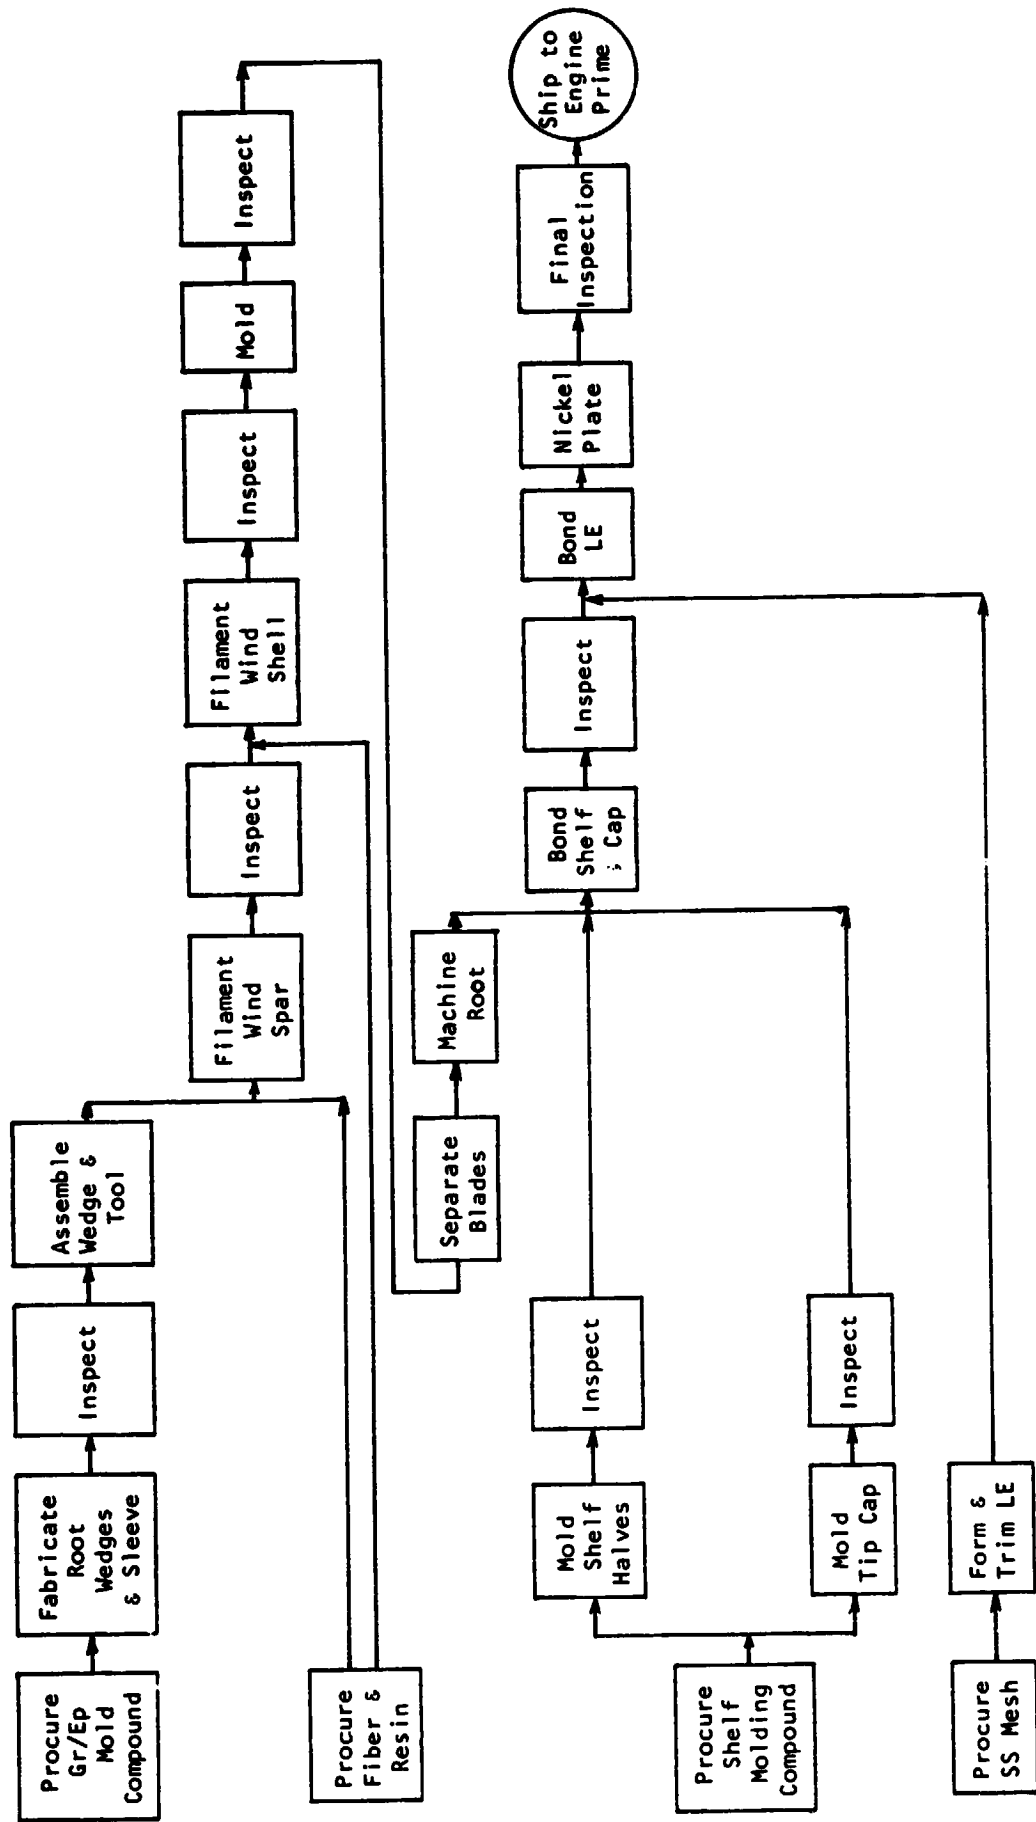 Procure
Gr/Ep
Mold
Compound
Fabricate
Root
Wedges
& Sleeve
Inspect
Assemble
Wedge &
Tool
Procure
Fiber &
Resin
Filament
Wind
Spar
Inspect
Filament
Wind
Shell
Inspect
Mold
Inspect
Separate
Blades
Machine
Root
Procure
Shelf
Molding
Compound
Mold
Shelf
Halves
Inspect
Mold
Tip Cap
Inspect
Bond
Shelf
; Cap
Inspect
Procure
SS Mesh
Form &
Trim LE
Bond
LE
Nickel
Plate
Final
Inspection
Ship to
Engine
Prime